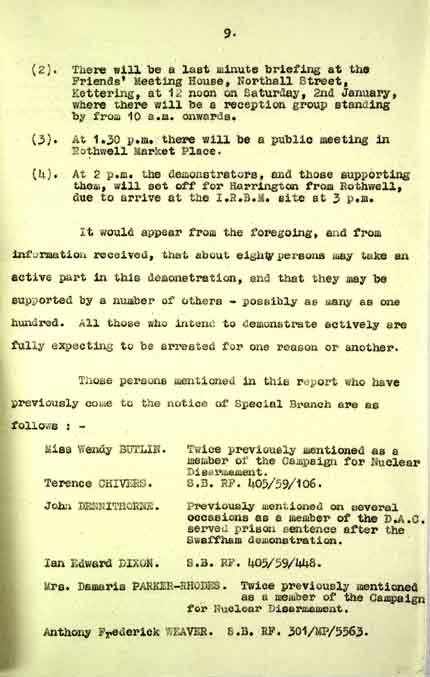 9.
(2). There will be a last minute briefing at the
Friends' Meeting House, Northall Street,
Kettering, at 12 noon on Saturday, 2nd January,
where there will be a reception group standing
by from 10 a.m. onwards.
(3). At 1.30 p.m. there will be a public meeting in
Rothwell Market Place.
(4). At 2 p.m. the demonstrators, and those supporting
them, will set off for Harrington from Rothwell,
due to arrive at the I.R.B.M. site at 3 p.m.
It would appear from the foregoing, and from
information received, that about eighty persons may take an
active part in this demonstration, and that they may be
supported by a number of others - possibly as many as one
hundred. All those who intend to demonstrate actively are
fully expecting to be arrested for one reason or another.
Those persons mentioned in this report who have
previously come to the notice of Special Branch are as
follows : -
Miss Wendy BUTLIN. Twice previously mentioned as a
member of the Campaign for Nuclear
Disarmament.
Terence CHIVERS. S.B. RF. 405/59/106.
John DENNITHORNE. Previously mentioned on several
occasions as a member of the D.A.C.
served prison sentence after the
Swaffham demonstration.
Ian Edward DIXON. S.B. RF. 405/59/448.
Mrs. Damaris PARKER-RHODES. Twice previously mentioned
as a member of the Campaign
for Nuclear Disarmament.
Anthony Frederick WEAVER. S.B. RF. 301/MP/5563.